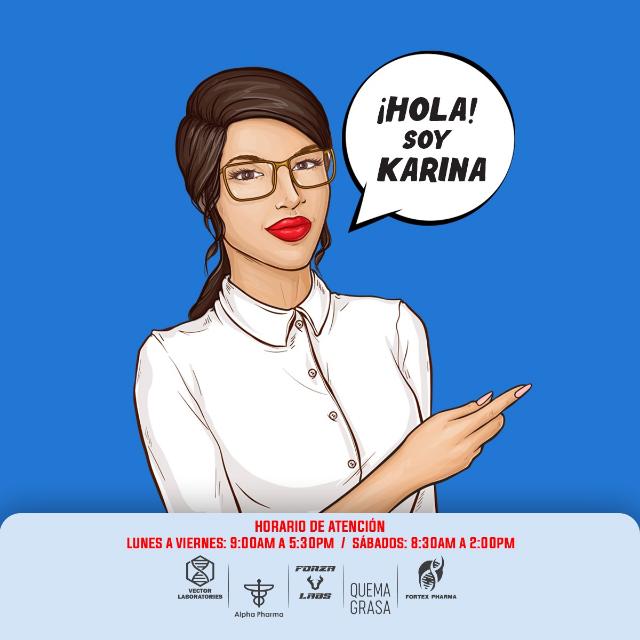 ¡HOLA!
SOY
KARINA
HORARIO DE ATENCIÓN
LUNES A VIERNES: 9:00AM A 5:30PM / SÁBADOS: 8:30AM A 2:00PM
VECTOR
LABORATORIES
Alpha Pharma
FORZA
LABS
QUEMA
GRASA
FORTEX PHARMA